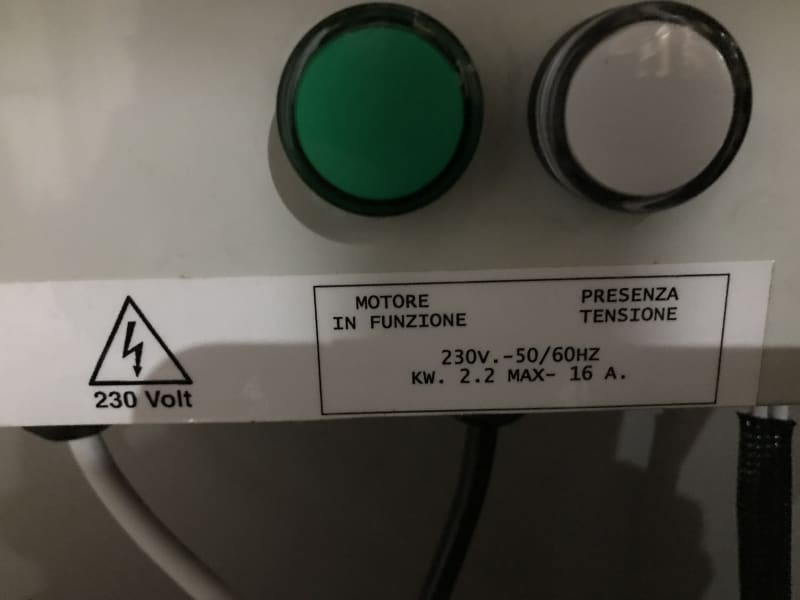 MOTORE
IN FUNZIONE
PRESENZA
TENSIONE
230V.-50/60HZ
KW. 2.2 MAX- 16 A.
230 Volt